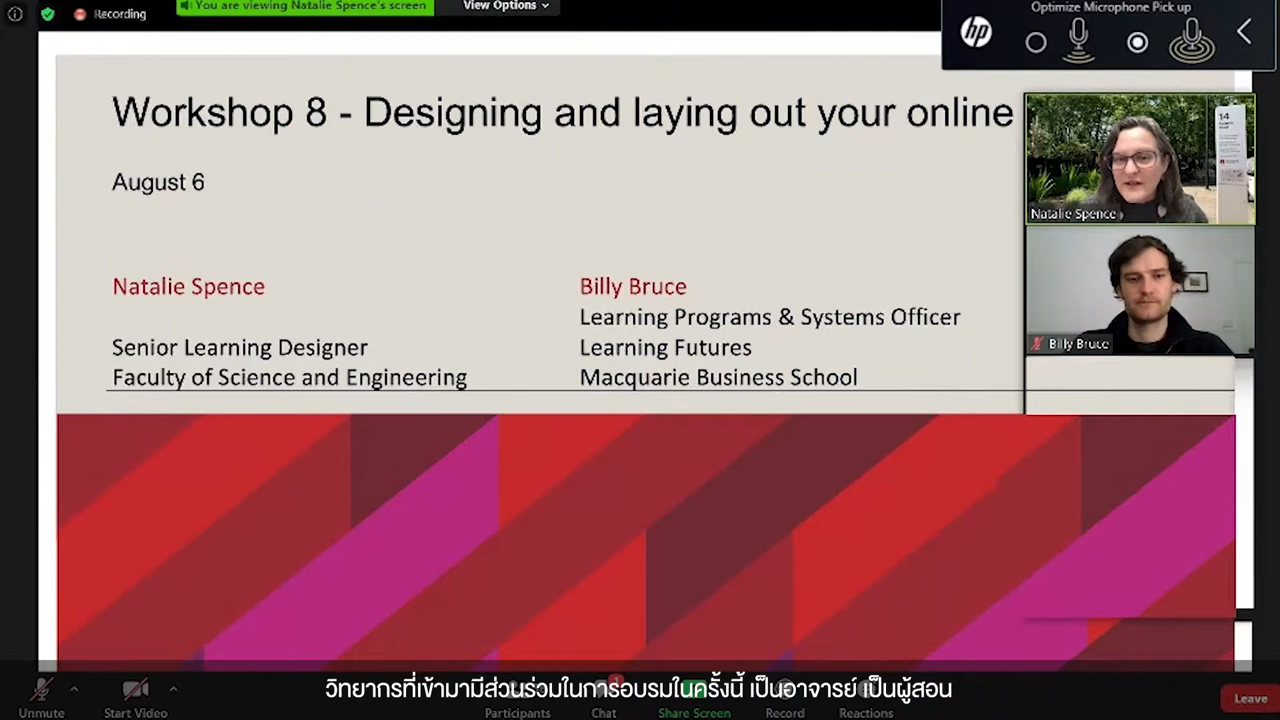 Recording
You are viewing Natalie Spence's screen
View Options
Optimize Microphone Pick up
hp
Workshop 8 - Designing and laying out your online
August 6
14
Natalie Spence
Billy Bruce
Natalie Spence
Senior Learning Designer
Faculty of Science and Engineering
Billy Bruce
Learning Programs & Systems Officer
Learning Futures
Macquarie Business School
วิทยากรที่เข้ามามีส่วนร่วมในการอบรมในครั้งนี้ เป็นอาจารย์ เป็นผู้สอน
Unmute
Start Video
Participants
Chat
Share Screen
Record
Reactions
Leave